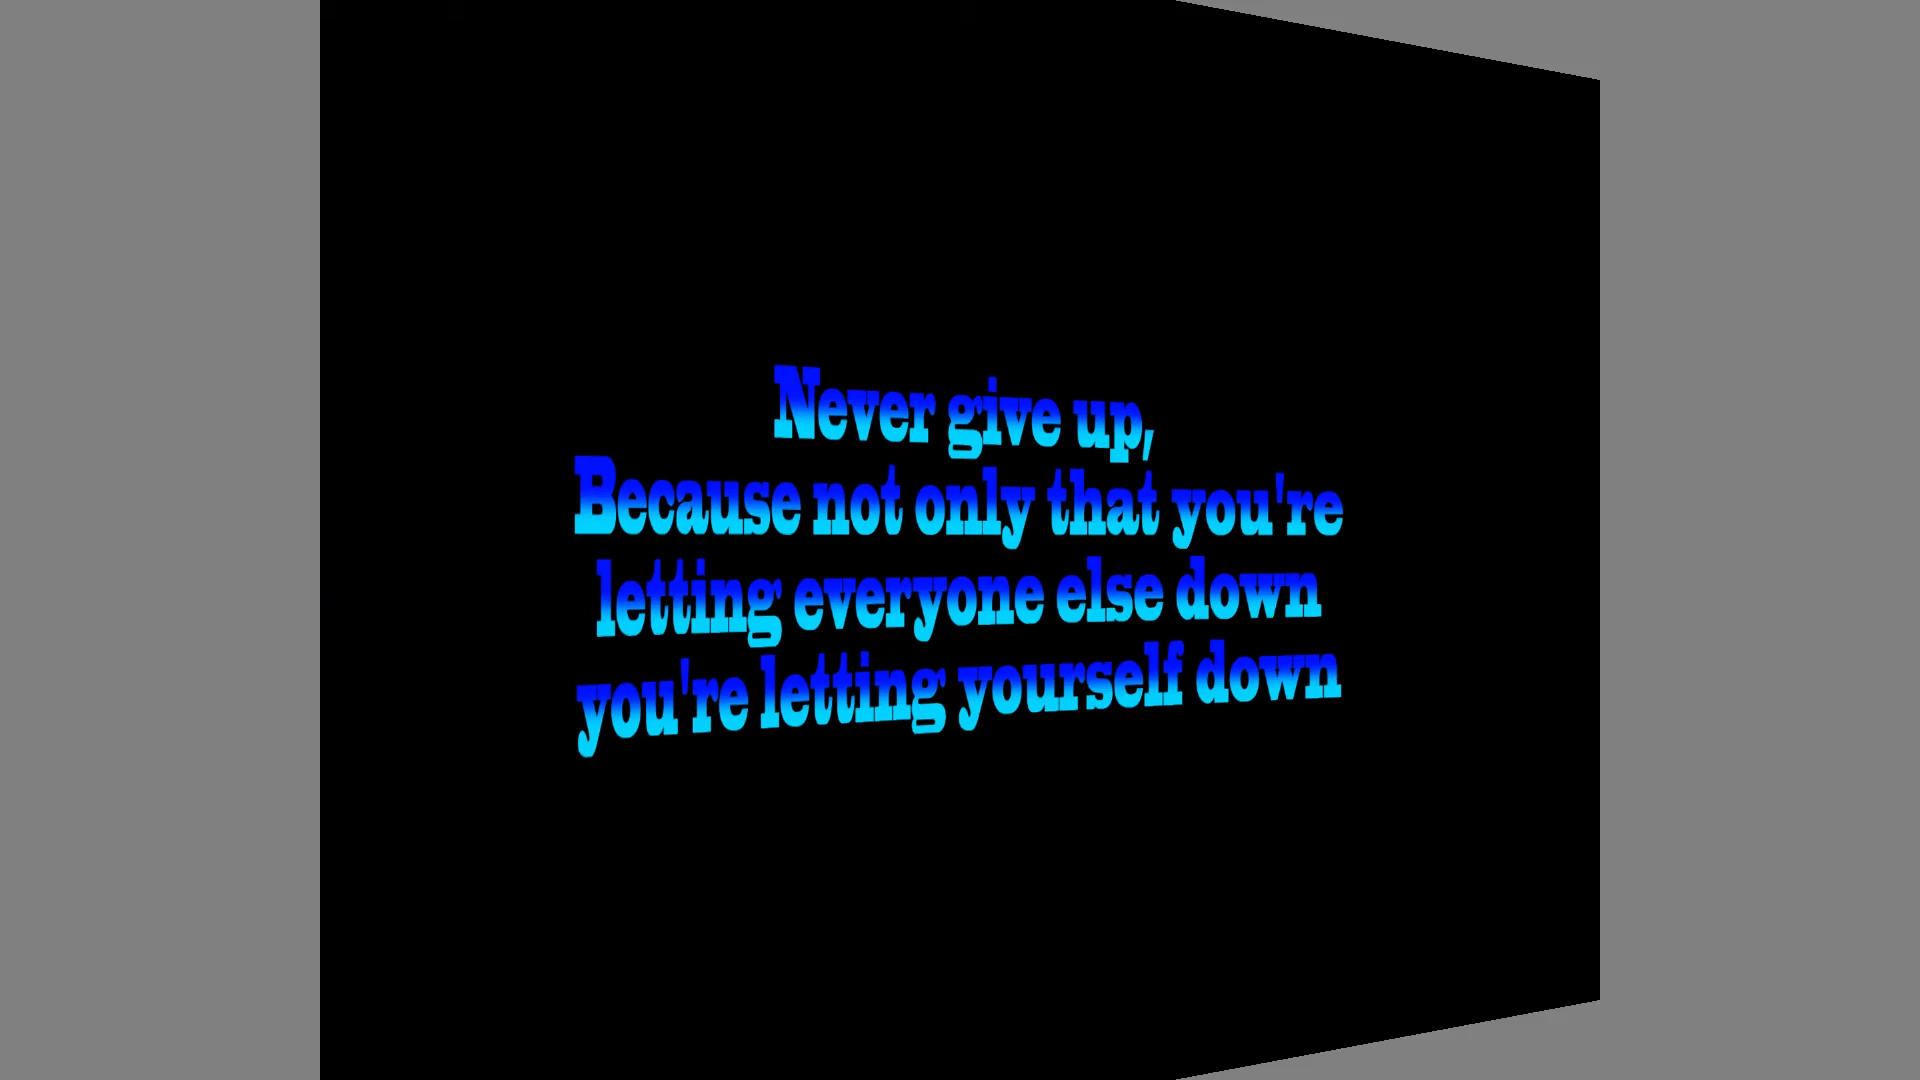 Never give up,
Because not only that you're
letting everyone else down
you're letting yourself down